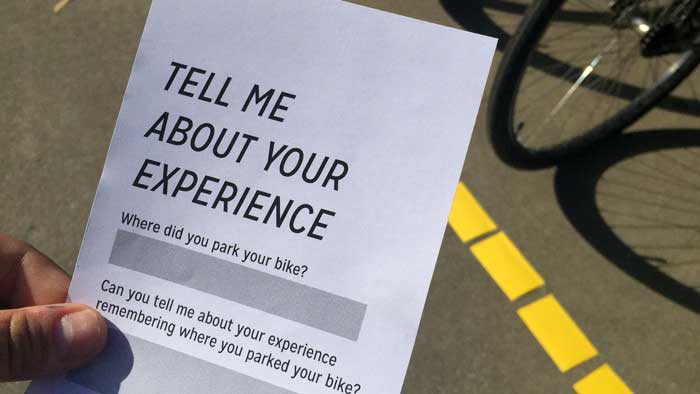 TELL ME
ABOUT YOUR
EXPERIENCE
Where did you park your bike?
Can you tell me about your experience
remembering where you parked your bike?